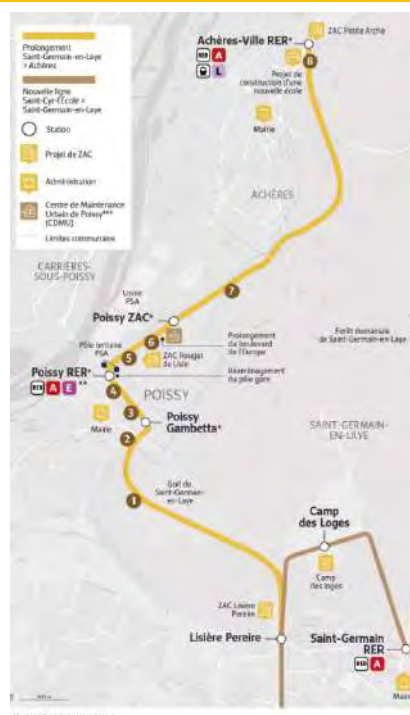 Prolongement
Saint-Germain-en-Laye
> Achères
Nouvelle ligne
Saint-Cyr-l'École >
Saint-Germain-en-Laye
Station
Projet de ZAC
Administration
Centre de Maintenance
Urbain de Poissy***
(CDMU)
Limites communales
Achères-Ville RER*
RER A
L
ZAC Petite Arche
8
Projet de
construction d'une
nouvelle école
Mairie
ACHÈRES
CARRIÈRES-
SOUS-POISSY
7
Usine
PSA
Poissy ZAC*
6
Prolongement
du boulevard
de l'Europe
Forêt domaniale
de Saint-Germain-en-Laye
Pôle tertiaire
PSA
5
ZAC Rouget
de Lisle
Poissy RER*
RER A E **
Réaménagement
du pôle gare
4
POISSY
Mairie
3
Poissy
Gambetta*
2
SAINT-GERMAIN-
EN-LAYE
1
Golf de
Saint-Germain-
en-Laye
Camp
des Loges
Camp
des loges
ZAC Lisière
Pereire
Lisière Pereire
Saint-Germain
RER
RER A